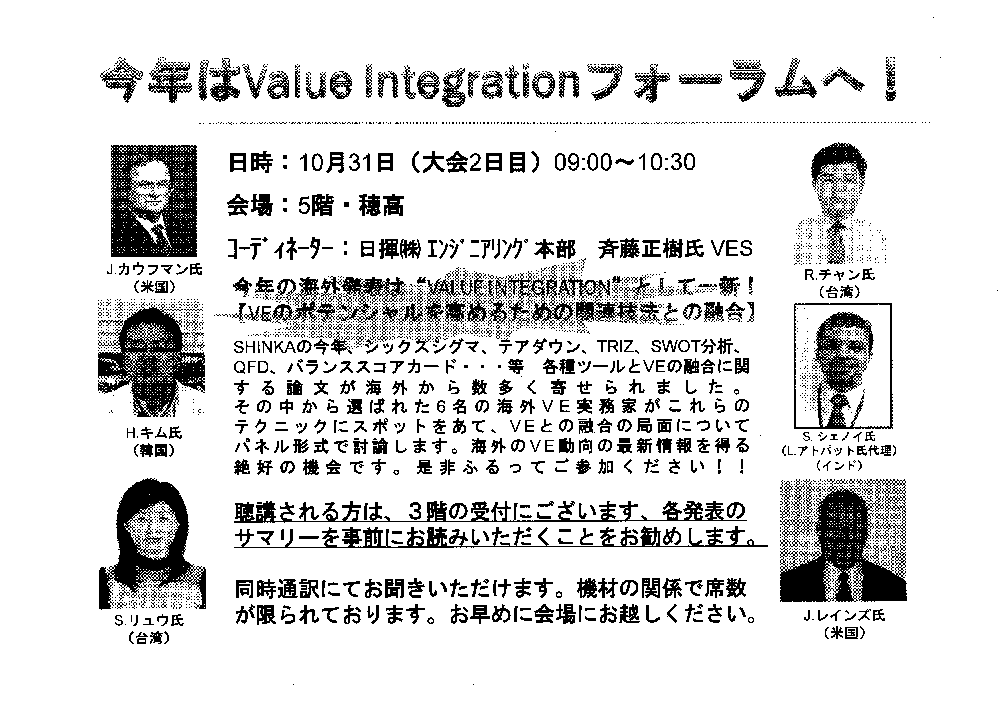 今年はValue Integrationフォーラムへ！
日時：10月31日（大会2日目）09:00～10:30
会場：5階・穂高
ｺｰﾃﾞｨﾈｰﾀｰ：日揮㈱ｴﾝｼﾞﾆｱﾘﾝｸﾞ本部　斉藤正樹氏 VES
今年の海外発表は“VALUE INTEGRATION”として一新！
【VEのポテンシャルを高めるための関連技法との融合】
SHINKAの今年、シックスシグマ、テアダウン、TRIZ、SWOT分析、
QFD、バランススコアカード・・・等　各種ツールとVEの融合に関
する論文が海外から数多く寄せられました。
その中から選ばれた6名の海外VE実務家がこれらの
テクニックにスポットをあて、VEとの融合の局面について
パネル形式で討論します。海外のVE動向の最新情報を得る
絶好の機会です。是非ふるってご参加ください！！
聴講される方は、３階の受付にございます、各発表の
サマリーを事前にお読みいただくことをお勧めします。
同時通訳にてお聞きいただけます。機材の関係で席数
が限られております。お早めに会場にお越しください。
J.カウフマン氏
（米国）
H.キム氏
（韓国）
S.リュウ氏
（台湾）
R.チャン氏
（台湾）
S. シェノイ氏
（L.アトパット氏代理）
（インド）
J.レインズ氏
（米国）